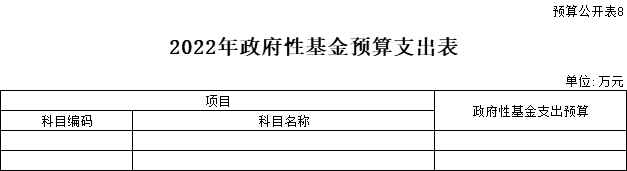 预算公开表8
2022年政府性基金预算支出表
单位:万元
项目
政府性基金支出预算
科目编码 科目名称